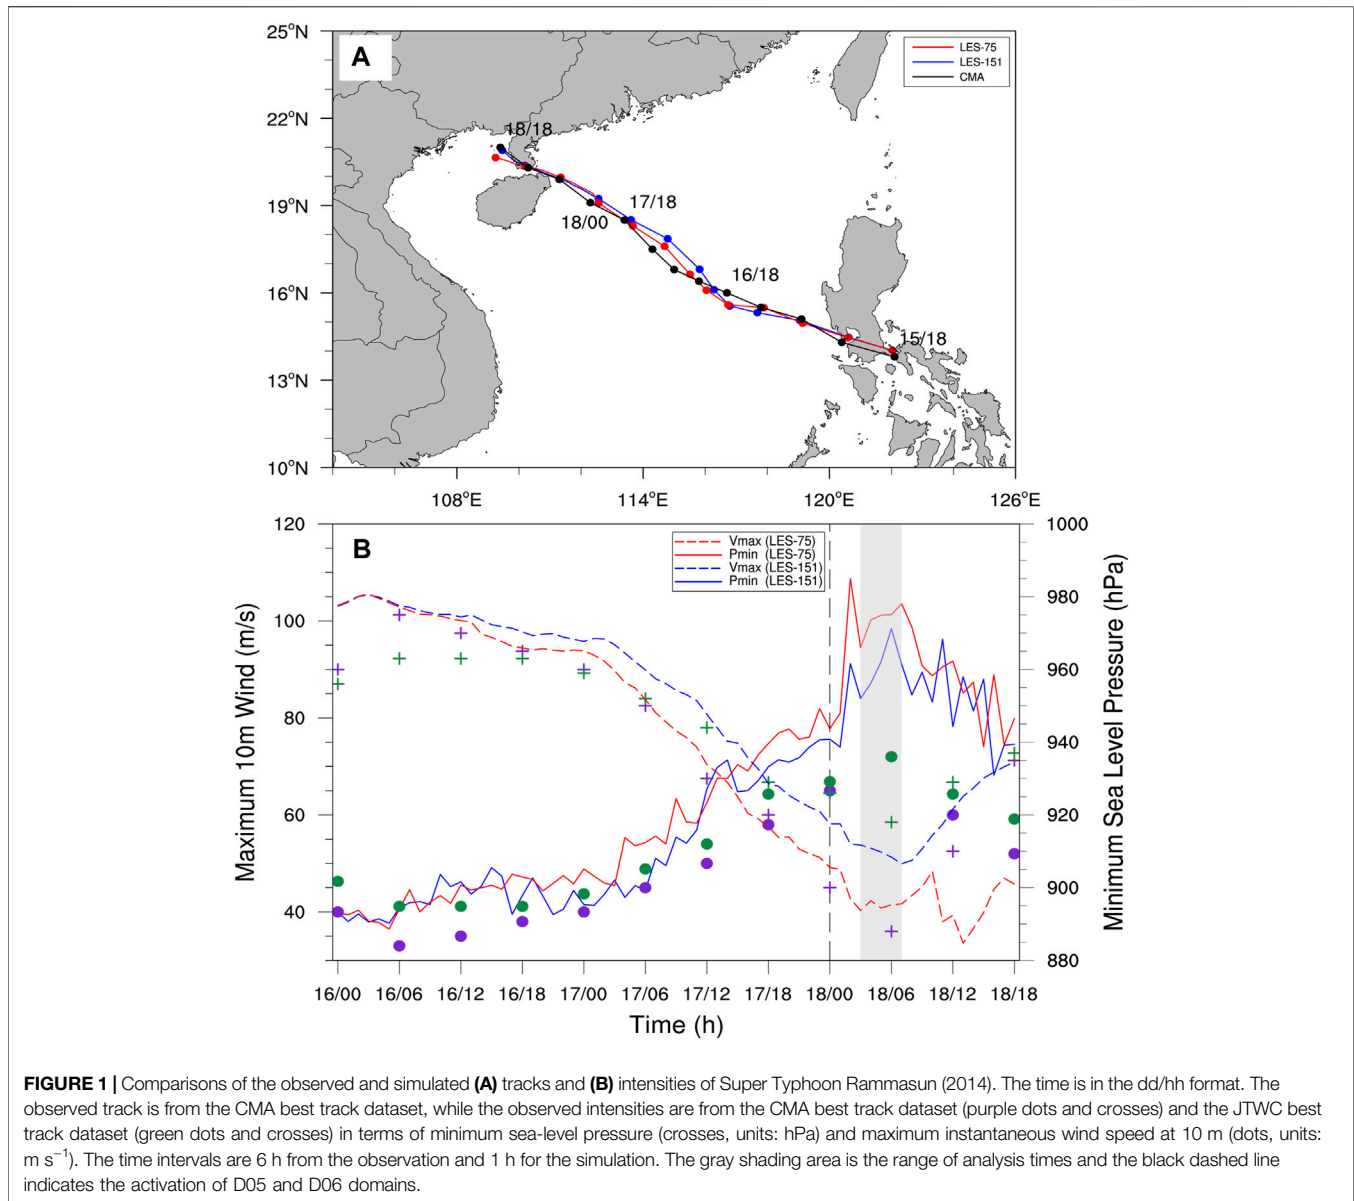 A
LES-75
LES-151
CMA
25°N
22°N
19°N
16°N
13°N
10°N
18/18
17/18
18/00
16/18
15/18
108°E 114°E 120°E 126°E
B
Vmax (LES-75)
Pmin (LES-75)
Vmax (LES-151)
Pmin (LES-151)
120
100
80
60
40
Maximum 10m Wind (m/s)
1000
980
960
940
920
900
880
Minimum Sea Level Pressure (hPa)
16/00 16/06 16/12 16/18 17/00 17/06 17/12 17/18 18/00 18/06 18/12 18/18
Time (h)
FIGURE 1 | Comparisons of the observed and simulated (A) tracks and (B) intensities of Super Typhoon Rammasun (2014). The time is in the dd/hh format. The
observed track is from the CMA best track dataset, while the observed intensities are from the CMA best track dataset (purple dots and crosses) and the JTWC best
track dataset (green dots and crosses) in terms of minimum sea-level pressure (crosses, units: hPa) and maximum instantaneous wind speed at 10 m (dots, units:
m s⁻¹). The time intervals are 6 h from the observation and 1 h for the simulation. The gray shading area is the range of analysis times and the black dashed line
indicates the activation of D05 and D06 domains.